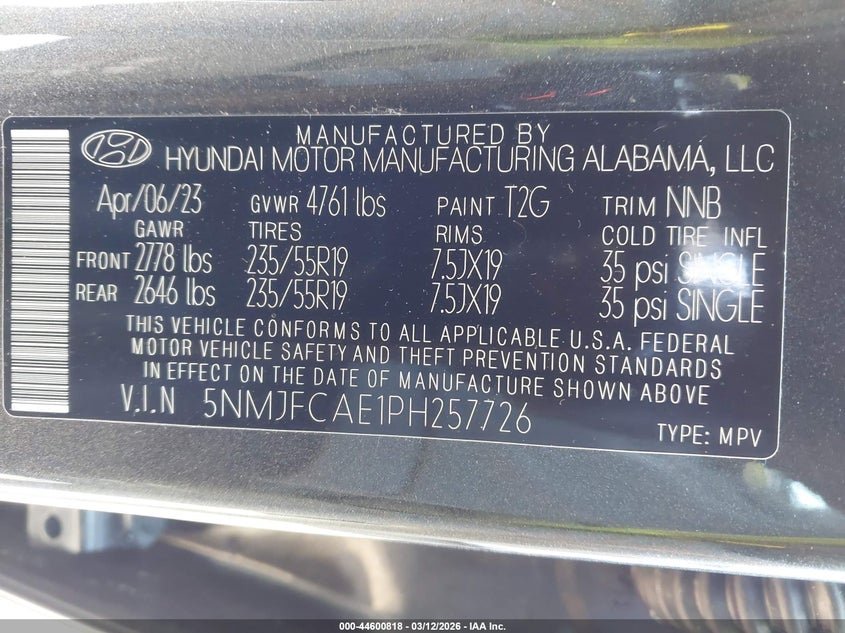 MANUFACTURED BY
HYUNDAI MOTOR MANUFACTURING ALABAMA, LLC
Apr/06/23 GVWR 4761 lbs PAINT T2G TRIM NNB
GAWR TIRES RIMS COLD TIRE INFL
FRONT 2778 lbs 235/55R19 7.5JX19 35 psi SINGLE
REAR 2646 lbs 235/55R19 7.5JX19 35 psi SINGLE
THIS VEHICLE CONFORMS TO ALL APPLICABLE U.S.A. FEDERAL
MOTOR VEHICLE SAFETY AND THEFT PREVENTION STANDARDS
IN EFFECT ON THE DATE OF MANUFACTURE SHOWN ABOVE
V.I.N 5NMJFCAE1PH257726
TYPE: MPV
000-44600818 - 03/12/2026 - IAA Inc.